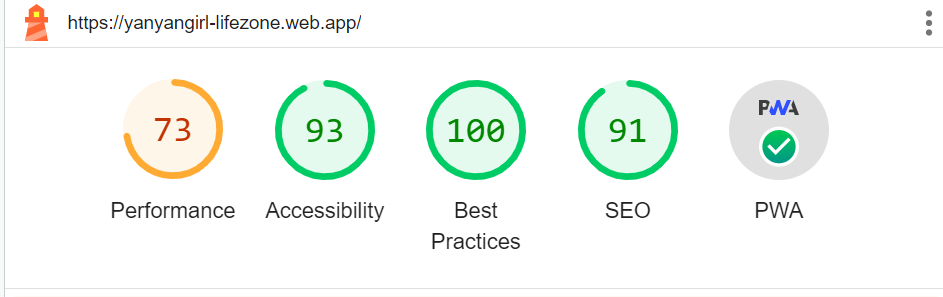 https://yanyangirl-lifezone.web.app/
73 93 100 91 PWA
Performance Accessibility Best Practices SEO PWA